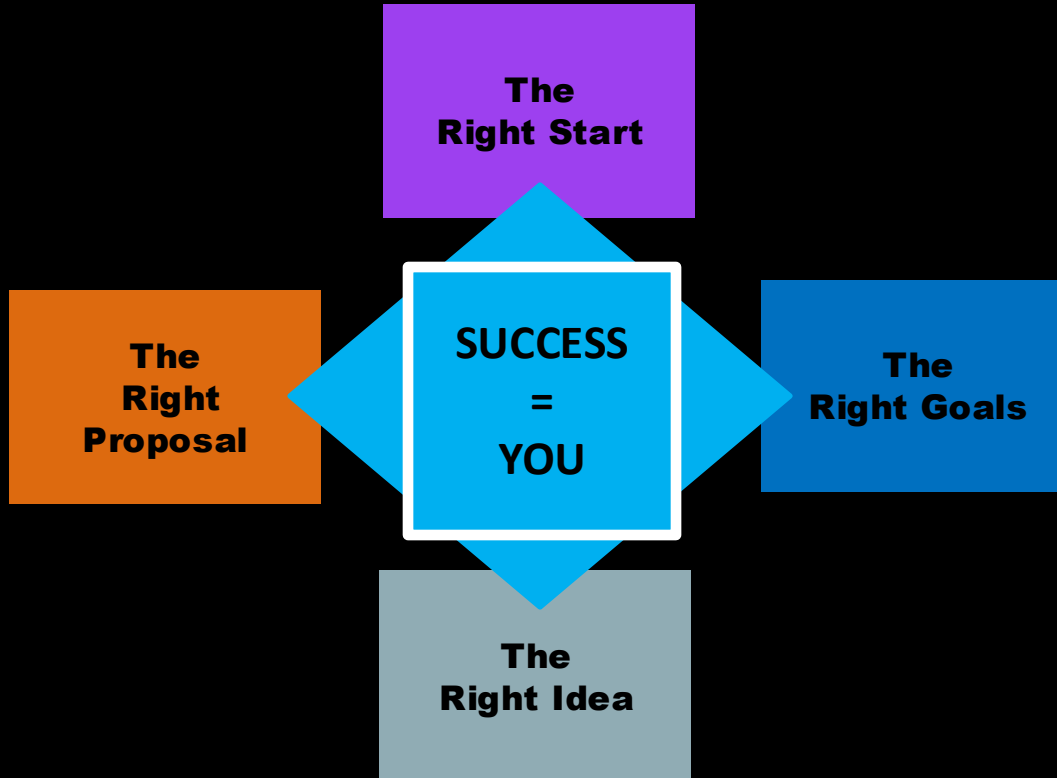 The
Right Start
The
Right
Proposal
SUCCESS
=
YOU
The
Right Goals
The
Right Idea